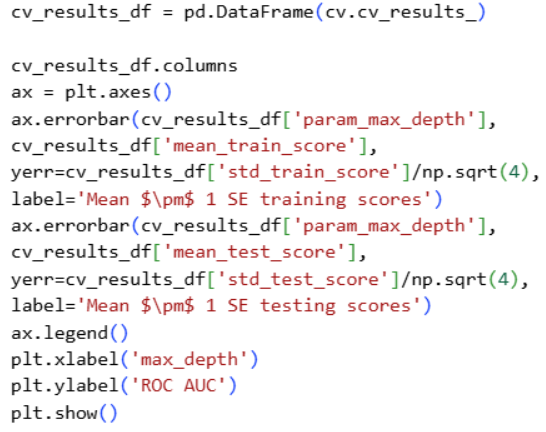 cv_results_df = pd.DataFrame(cv.cv_results_)
cv_results_df.columns
ax = plt.axes()
ax.errorbar(cv_results_df['param_max_depth'],
cv_results_df['mean_train_score'],
yerr=cv_results_df['std_train_score']/np.sqrt(4),
label='Mean $\pm$ 1 SE training scores')
ax.errorbar(cv_results_df['param_max_depth'],
cv_results_df['mean_test_score'],
yerr=cv_results_df['std_test_score']/np.sqrt(4),
label='Mean $\pm$ 1 SE testing scores')
ax.legend()
plt.xlabel('max_depth')
plt.ylabel('ROC AUC')
plt.show()